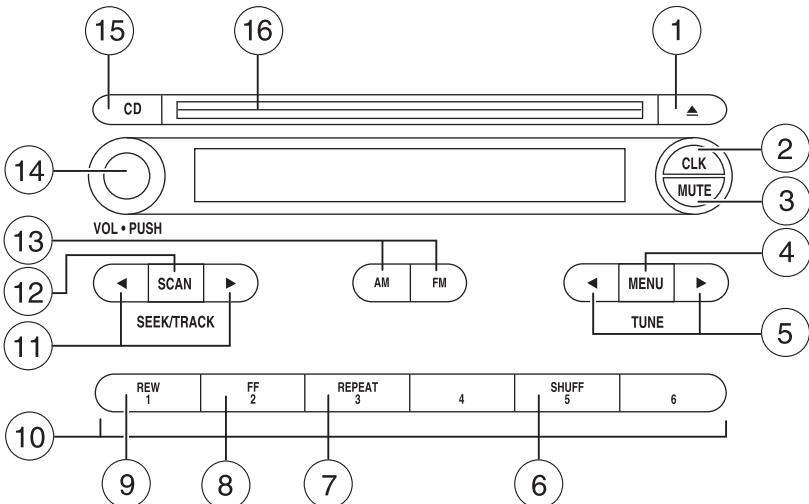 15 16 1
CD
2
CLK
14
MUTE
3
VOL • PUSH
13
4
12
SCAN AM FM MENU
SEEK/TRACK TUNE
11 5
REW FF REPEAT SHUFF
1 2 3 4 5 6
10
9 8 7 6